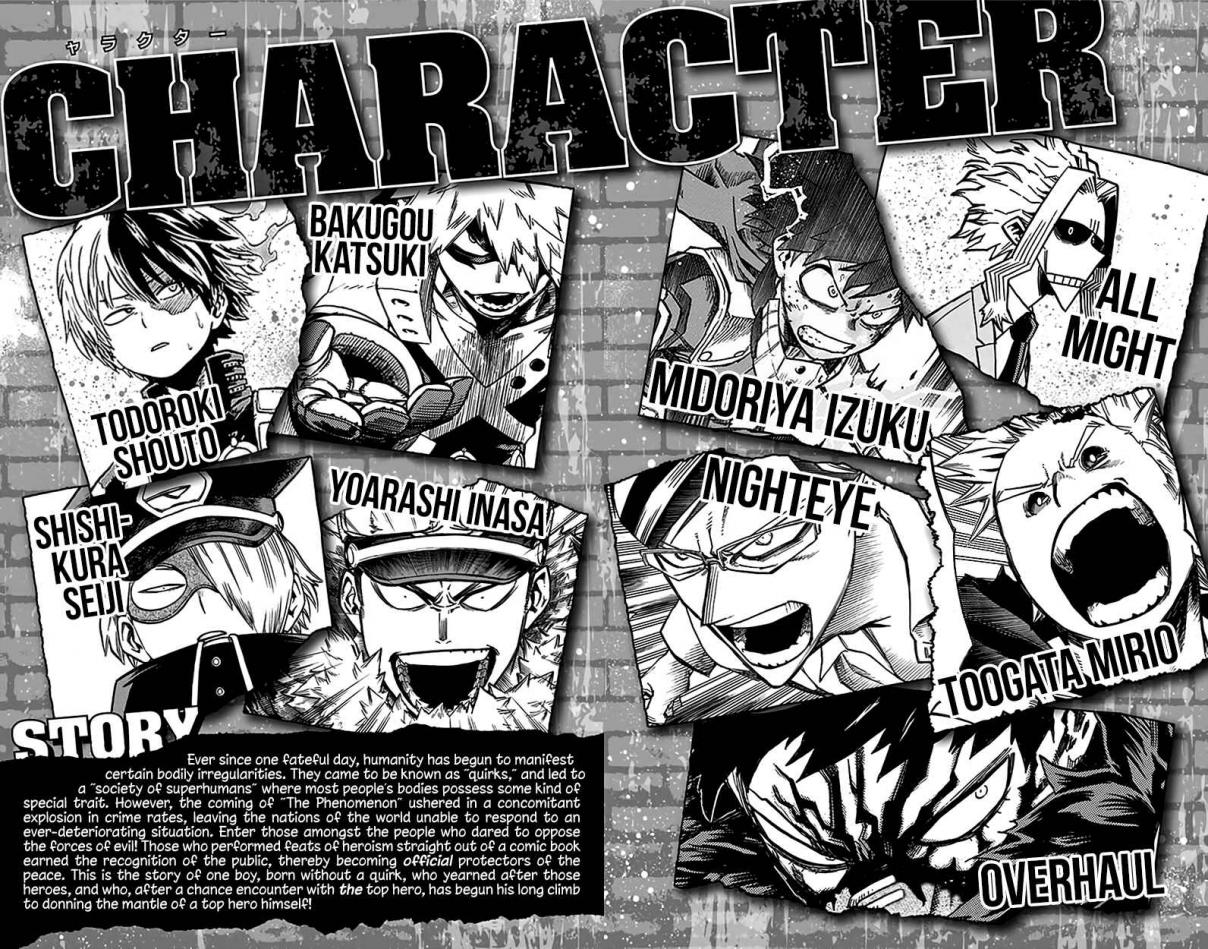 ャラクター
CHARACTER
TODOROKI
SHOUTO
BAKUGOU
KATSUKI
MIDORIYA IZUKU
ALL
MIGHT
SHISHI-
KURA
SEIJI
YOARASHI INASA
NIGHTEYE
TOOGATA MIRIO
OVERHAUL
STORY
Ever since one fateful day, humanity has begun to manifest
certain bodily irregularities. They came to be known as "quirks," and led to
a "society of superhumans" where most people's bodies possess some kind of
special trait. However, the coming of "The Phenomenon" ushered in a concomitant
explosion in crime rates, leaving the nations of the world unable to respond to an
ever-deteriorating situation. Enter those amongst the people who dared to oppose
the forces of evil! Those who performed feats of heroism straight out of a comic book
earned the recognition of the public, thereby becoming official protectors of the
peace. This is the story of one boy, born without a quirk, who yearned after those
heroes, and who, after a chance encounter with the top hero, has begun his long climb
to donning the mantle of a top hero himself!